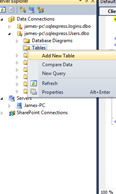 Server Explorer
Data Connections
james-pc\sqlexpress.logins.dbo
james-pc\sqlexpress.Users.dbo
Database Diagrams
Tables
Add New Table
Compare Data
New Query
Refresh
Properties Alt+Enter
Servers
James-PC
SharePoint Connections
100 %